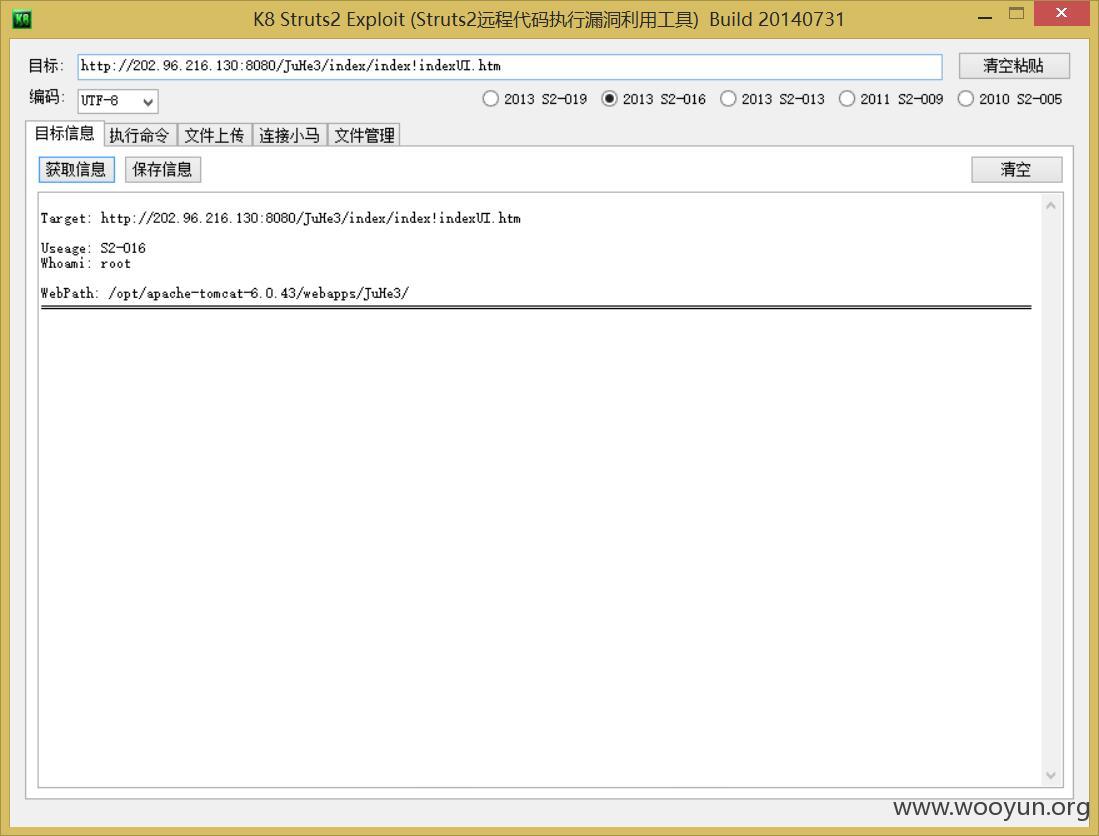 K8 Struts2 Exploit (Struts2远程代码执行漏洞利用工具) Build 20140731
目标: http://202.96.216.130:8080/JuHe3/index/index!indexUI.htm 清空粘贴
编码: UTF-8 2013 S2-019 2013 S2-016 2013 S2-013 2011 S2-009 2010 S2-005
目标信息 执行命令 文件上传 连接小马 文件管理
获取信息 保存信息 清空
Target: http://202.96.216.130:8080/JuHe3/index/index!indexUI.htm
Useage: S2-016
Whoami: root
WebPath: /opt/apache-tomcat-6.0.43/webapps/JuHe3/
www.wooyun.org